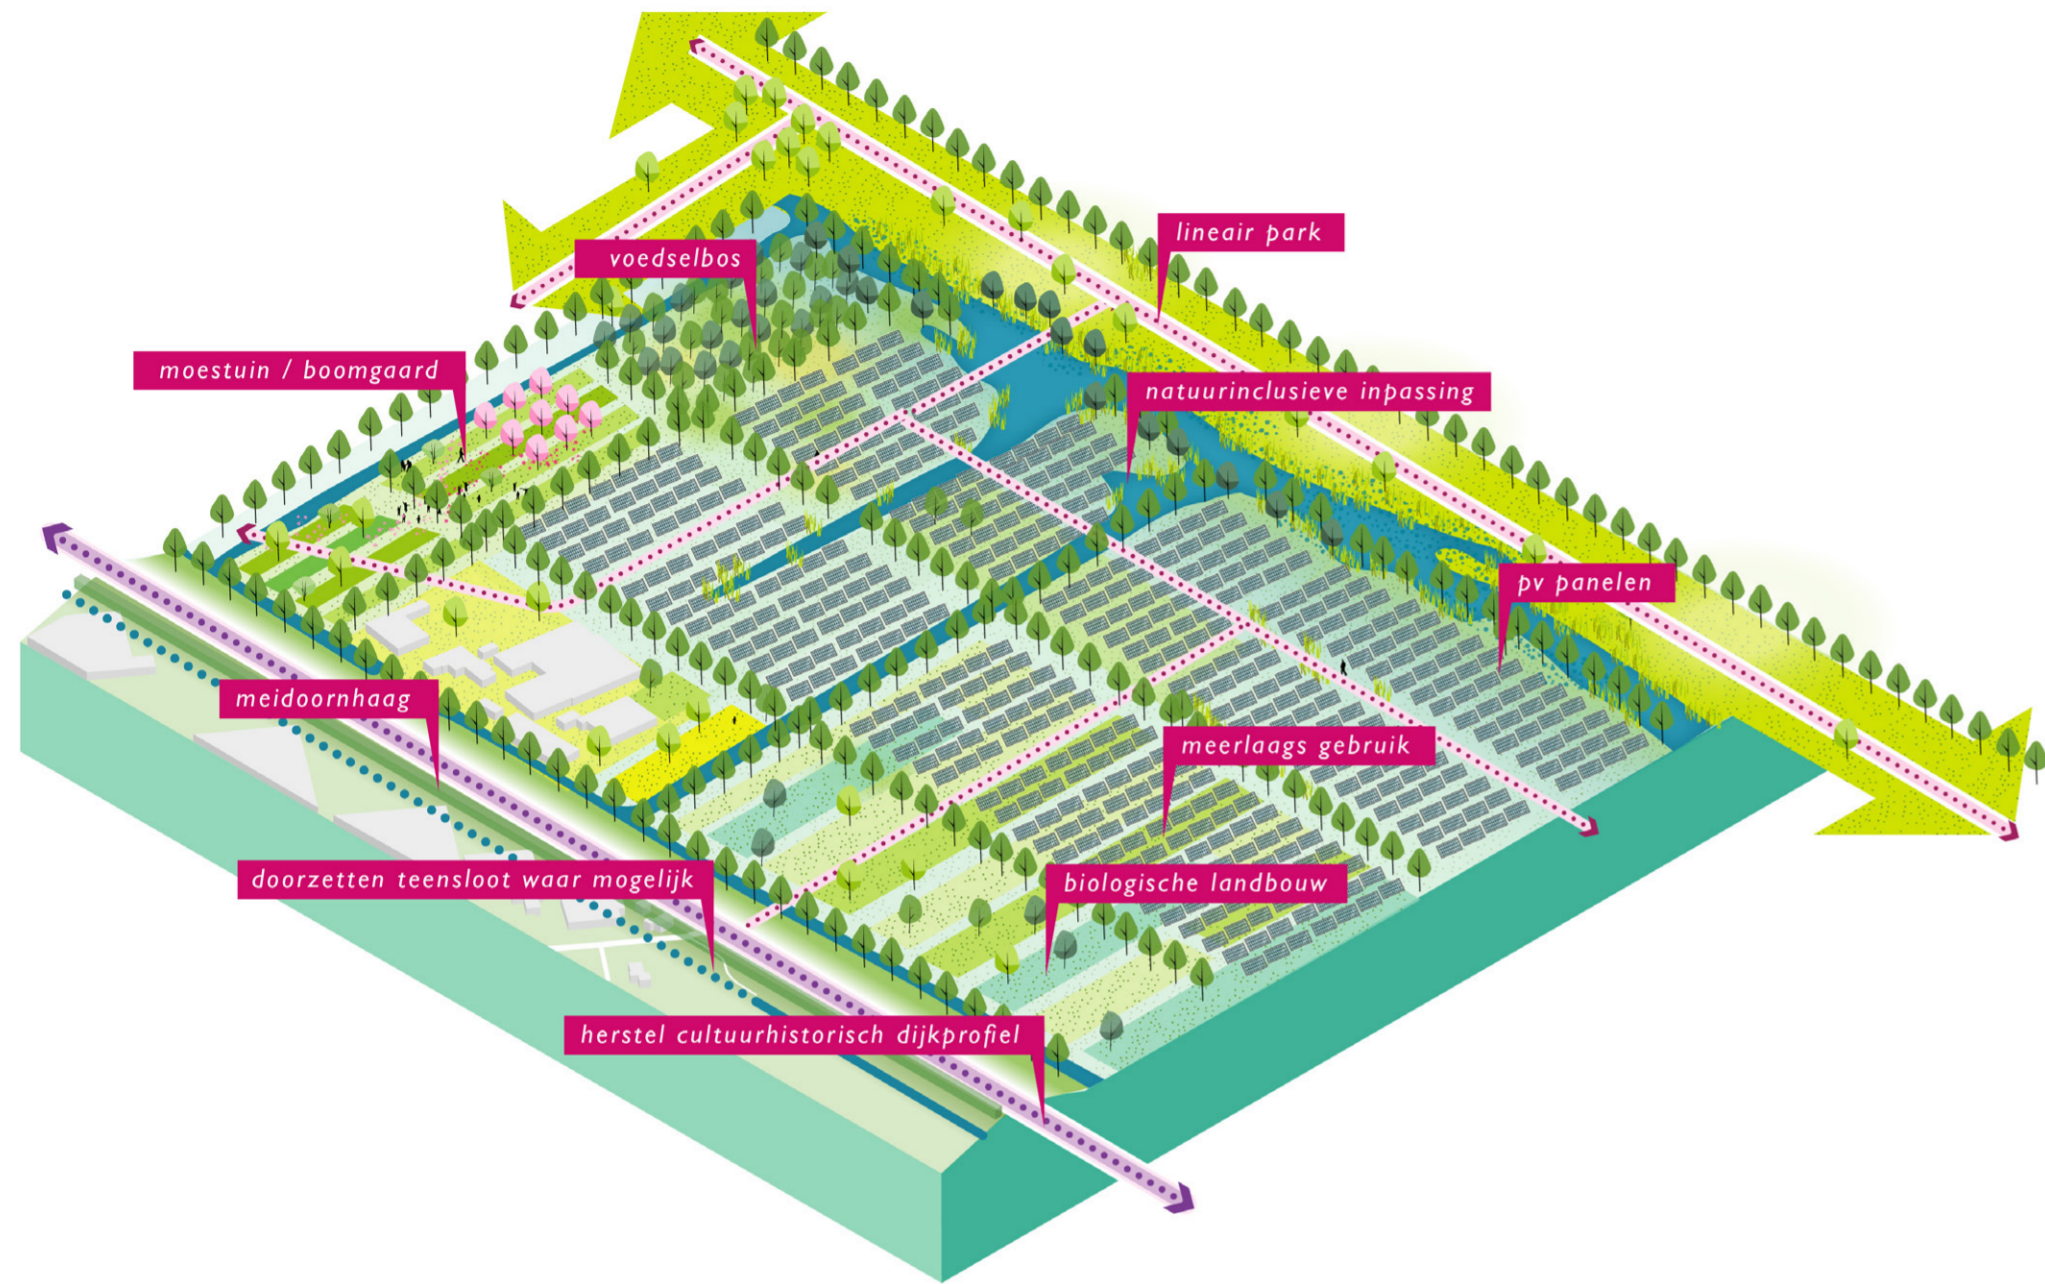 lineair park
voedselbos
moestuin / boomgaard
natuurinclusieve inpassing
pv panelen
meidoornhaag
meerlaags gebruik
doorzetten teensloot waar mogelijk
biologische landbouw
herstel cultuurhistorisch dijkprofiel